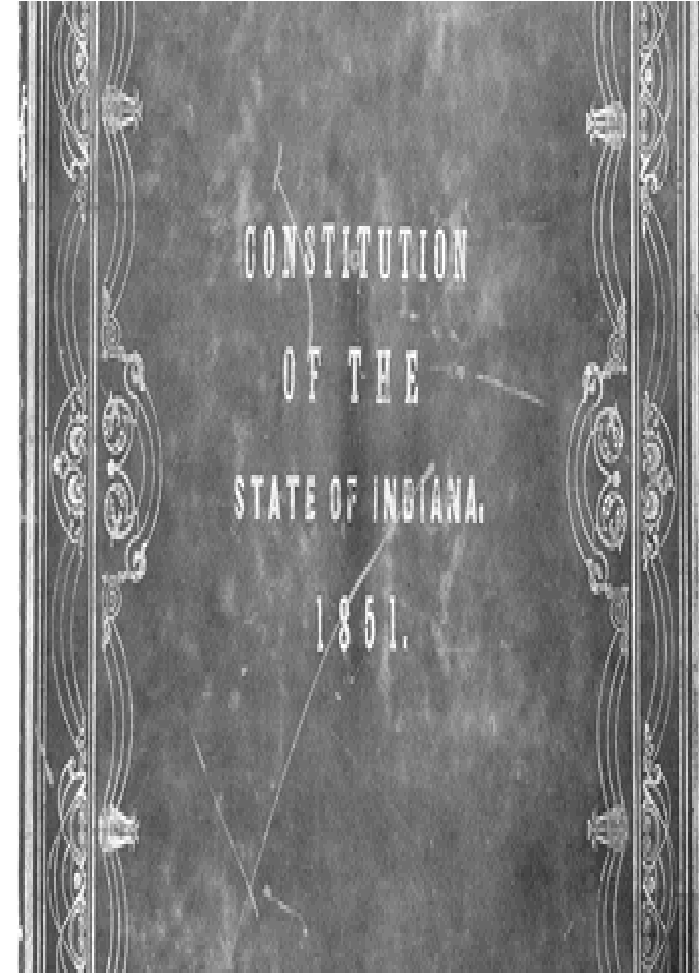 CONSTITUTION
OF THE
STATE OF INDIANA.
1851.